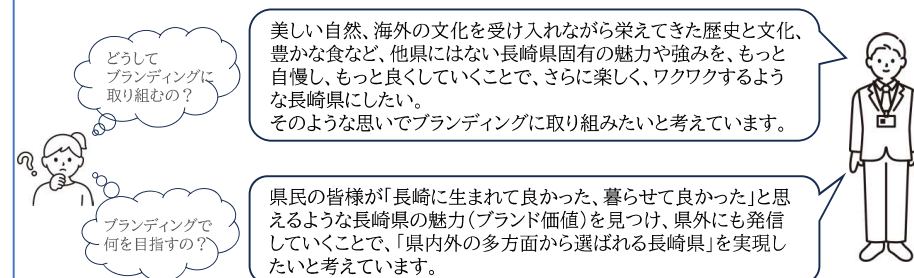 どうして
ブランディングに
取り組むの？
美しい自然、海外の文化を受け入れながら栄えてきた歴史と文化、
豊かな食など、他県にはない長崎県固有の魅力や強みを、もっと
自慢し、もっと良くしていくことで、さらに楽しく、ワクワクするよう
な長崎県にしたい。
そのような思いでブランディングに取り組みたいと考えています。
ブランディングで
何を目指すの？
県民の皆様が「長崎に生まれて良かった、暮らせて良かった」と思
えるような長崎県の魅力（ブランド価値）を見つけ、県外にも発信
していくことで、「県内外の多方面から選ばれる長崎県」を実現し
たいと考えています。